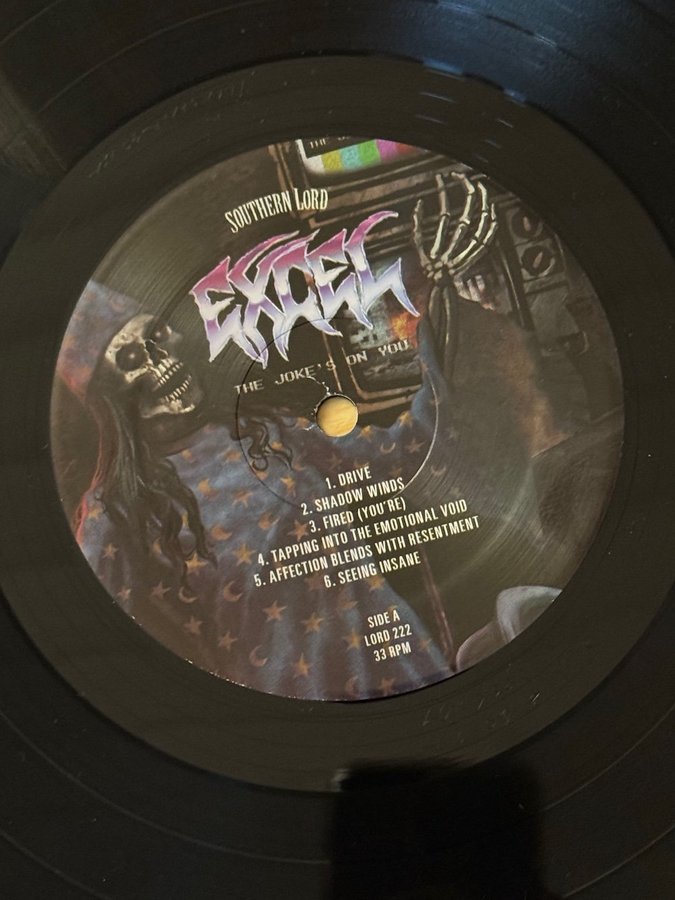 SOUTHERN LORD
EXCEL
THE JOKE'S ON YOU
1. DRIVE
2. SHADOW WINDS
3. FIRED (YOU'RE)
4. TAPPING INTO THE EMOTIONAL VOID
5. AFFECTION BLENDS WITH RESENTMENT
6. SEEING INSANE
SIDE A
LORD 222
33 RPM